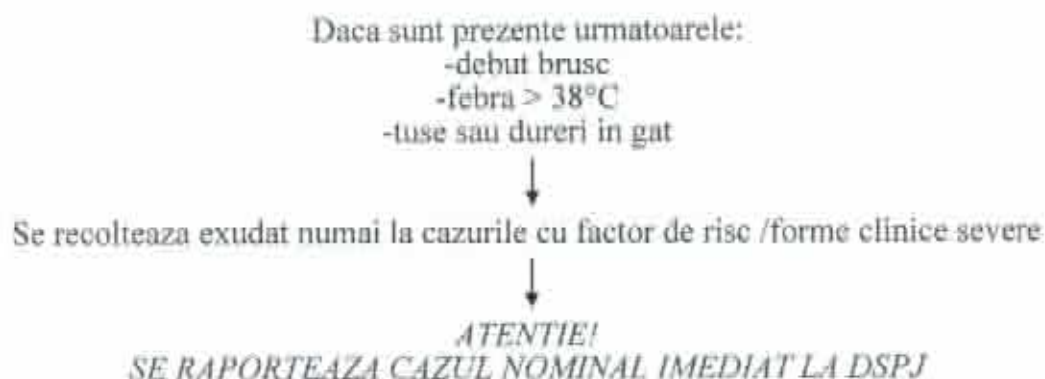 Daca sunt prezente urmatoarele:
-debut brusc
-febra > 38°C
-tuse sau dureri in gat
Se recolteaza exudat numai la cazurile cu factor de risc /forme clinice severe
ATENTIE!
SE RAPORTEAZA CAZUL NOMINAL IMEDIAT LA DSPJ